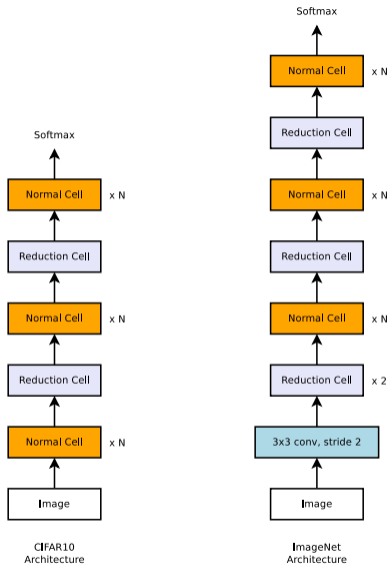 Softmax
Normal Cell
x N
Reduction Cell
Normal Cell
x N
Reduction Cell
Normal Cell
x N
Image
CIFAR10
Architecture
Softmax
Normal Cell
x N
Reduction Cell
Normal Cell
x N
Reduction Cell
Normal Cell
x N
Reduction Cell
x 2
3x3 conv, stride 2
Image
ImageNet
Architecture